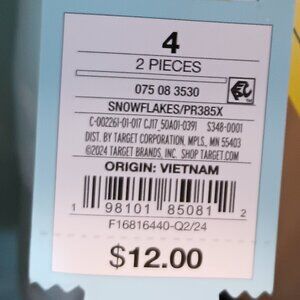 4
2 PIECES
075 08 3530
SNOWFLAKES/PR385X
C-002261-01-017 CJ17_50A01-0391 S348-0001
DIST. BY TARGET CORPORATION, MPLS., MN 55403
©2024 TARGET BRANDS, INC. SHOP TARGET.COM
ORIGIN: VIETNAM
1 98101 85081 2
F16816440-Q2/24
$12.00